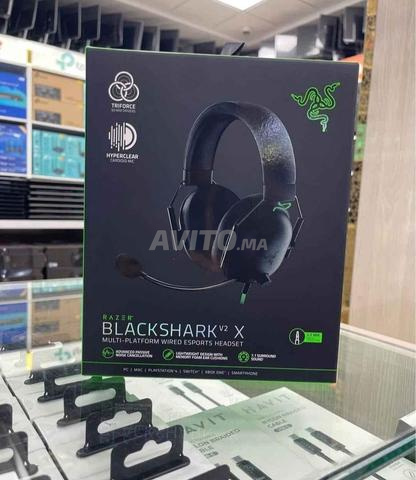 TRIFORCE
HYPERCLEAR
CARDIOID MIC
AVITO.MA
RAZER
BLACKSHARK V2 X
MULTI-PLATFORM WIRED ESPORTS HEADSET
ADVANCED PASSIVE
NOISE CANCELLATION
LIGHTWEIGHT DESIGN WITH
MEMORY FOAM EAR CUSHIONS
7.1 SURROUND
SOUND
PC | MAC | PLAYSTATION 4 | SWITCH | XBOX ONE | SMARTPHONE
HAVIT
HAVIT